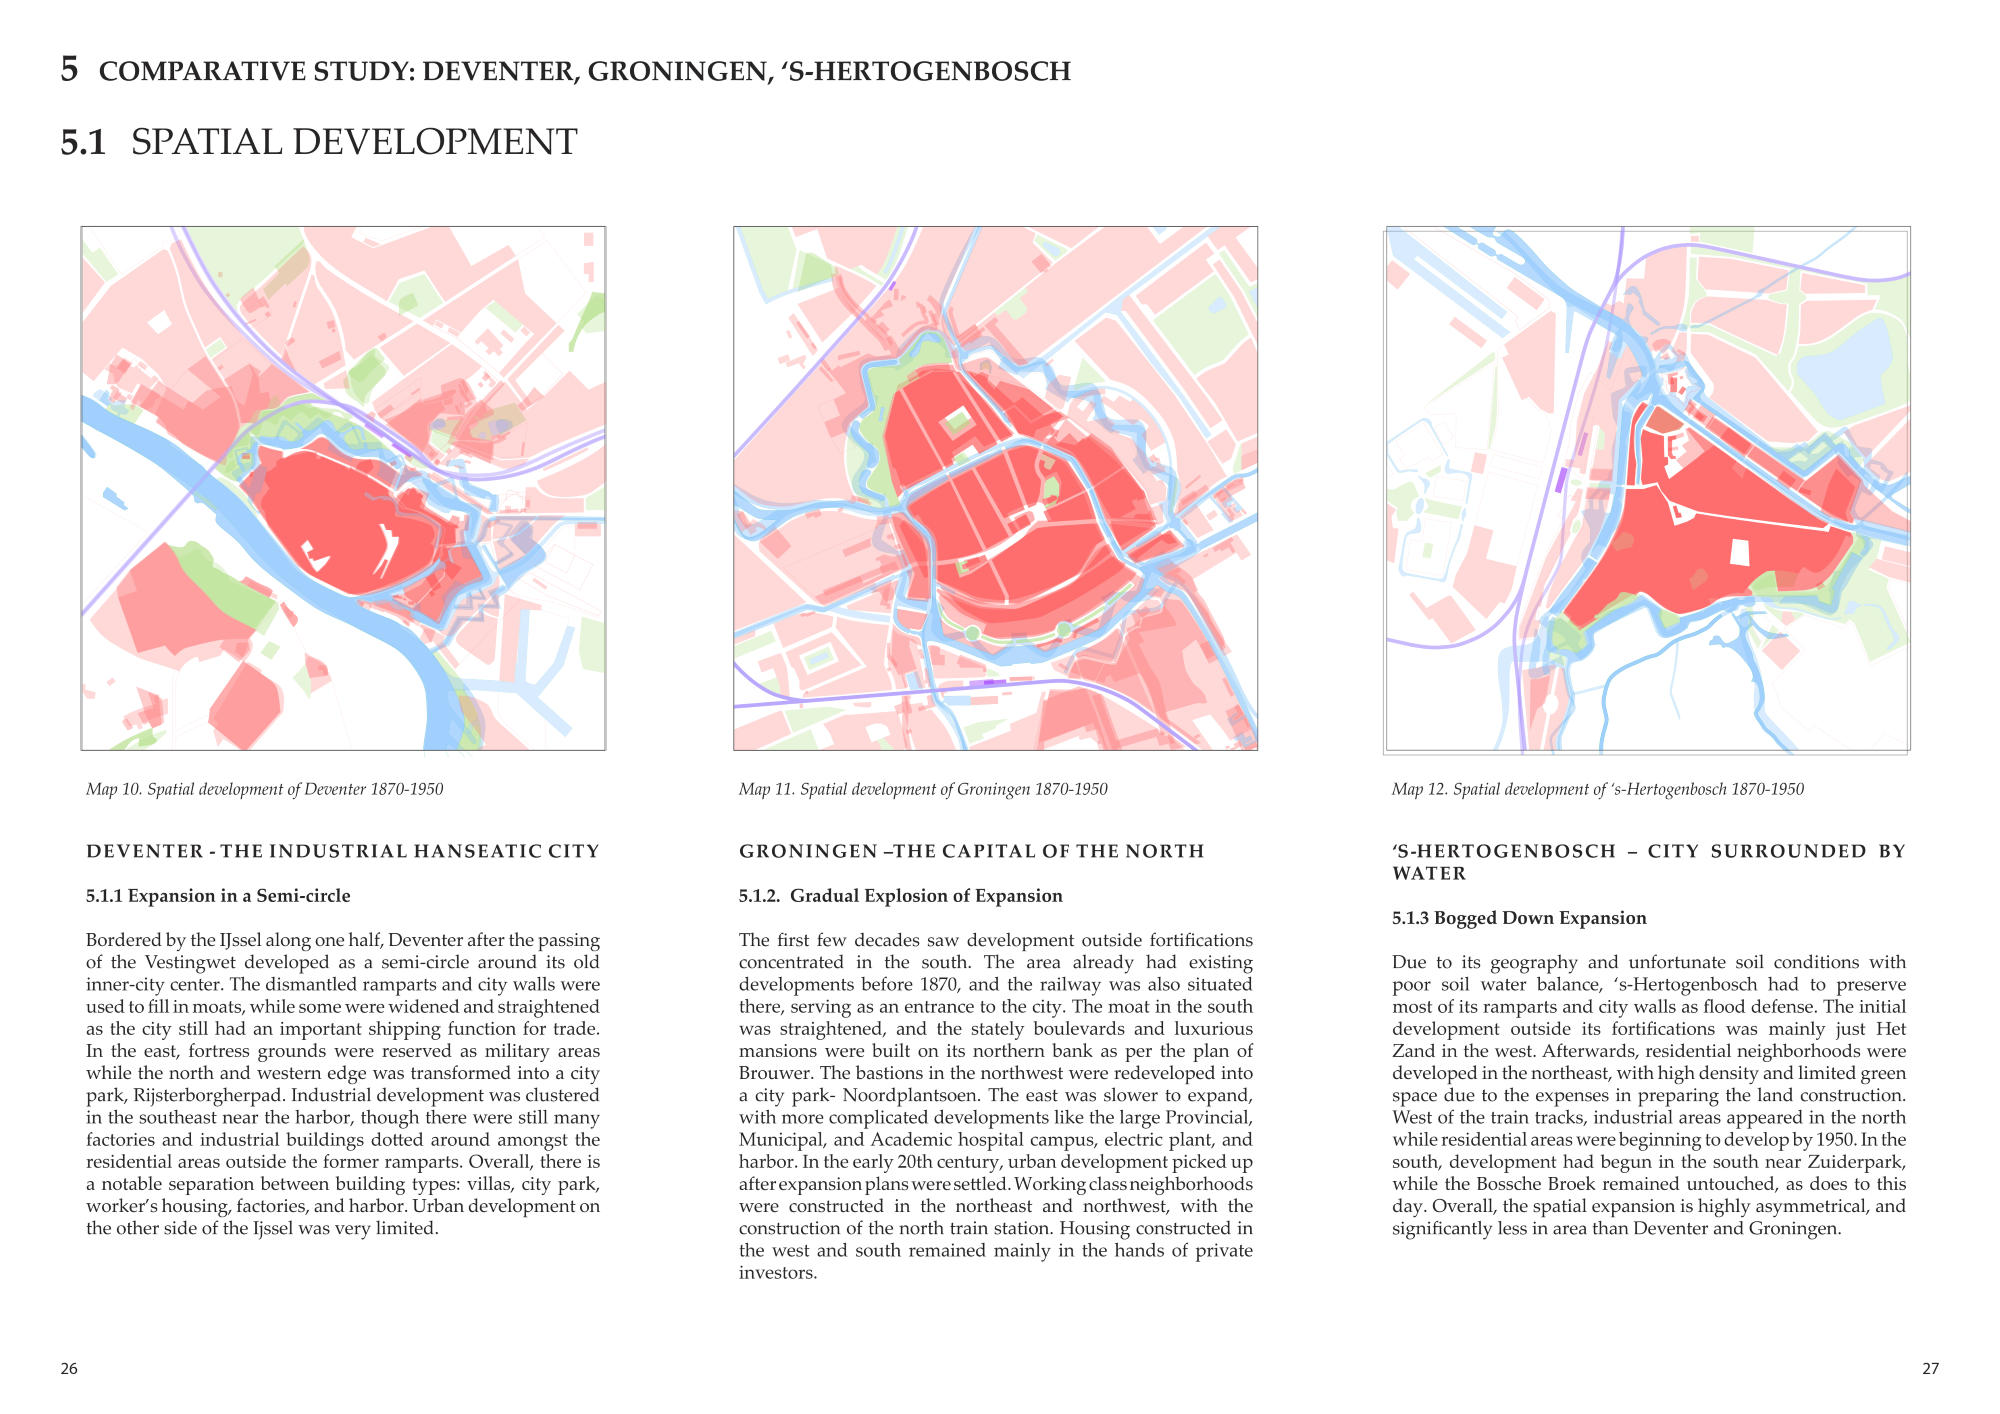 5 COMPARATIVE STUDY: DEVENTER, GRONINGEN, ‘S-HERTOGENBOSCH
5.1 SPATIAL DEVELOPMENT
Map 10. Spatial development of Deventer 1870-1950
DEVENTER - THE INDUSTRIAL HANSEATIC CITY
5.1.1 Expansion in a Semi-circle
Bordered by the IJssel along one half, Deventer after the passing
of the Vestingwet developed as a semi-circle around its old
inner-city center. The dismantled ramparts and city walls were
used to fill in moats, while some were widened and straightened
as the city still had an important shipping function for trade.
In the east, fortress grounds were reserved as military areas
while the north and western edge was transformed into a city
park, Rijsterborgherpad. Industrial development was clustered
in the southeast near the harbor, though there were still many
factories and industrial buildings dotted around amongst the
residential areas outside the former ramparts. Overall, there is
a notable separation between building types: villas, city park,
worker’s housing, factories, and harbor. Urban development on
the other side of the Ijssel was very limited.
Map 11. Spatial development of Groningen 1870-1950
GRONINGEN –THE CAPITAL OF THE NORTH
5.1.2. Gradual Explosion of Expansion
The first few decades saw development outside fortifications
concentrated in the south. The area already had existing
developments before 1870, and the railway was also situated
there, serving as an entrance to the city. The moat in the south
was straightened, and the stately boulevards and luxurious
mansions were built on its northern bank as per the plan of
Brouwer. The bastions in the northwest were redeveloped into
a city park- Noordplantsoen. The east was slower to expand,
with more complicated developments like the large Provincial,
Municipal, and Academic hospital campus, electric plant, and
harbor. In the early 20th century, urban development picked up
after expansion plans were settled. Working class neighborhoods
were constructed in the northeast and northwest, with the
construction of the north train station. Housing constructed in
the west and south remained mainly in the hands of private
investors.
Map 12. Spatial development of ‘s-Hertogenbosch 1870-1950
‘S-HERTOGENBOSCH – CITY SURROUNDED BY
WATER
5.1.3 Bogged Down Expansion
Due to its geography and unfortunate soil conditions with
poor soil water balance, ‘s-Hertogenbosch had to preserve
most of its ramparts and city walls as flood defense. The initial
development outside its fortifications was mainly just Het
Zand in the west. Afterwards, residential neighborhoods were
developed in the northeast, with high density and limited green
space due to the expenses in preparing the land construction.
West of the train tracks, industrial areas appeared in the north
while residential areas were beginning to develop by 1950. In the
south, development had begun in the south near Zuiderpark,
while the Bossche Broek remained untouched, as does to this
day. Overall, the spatial expansion is highly asymmetrical, and
significantly less in area than Deventer and Groningen.
26
27